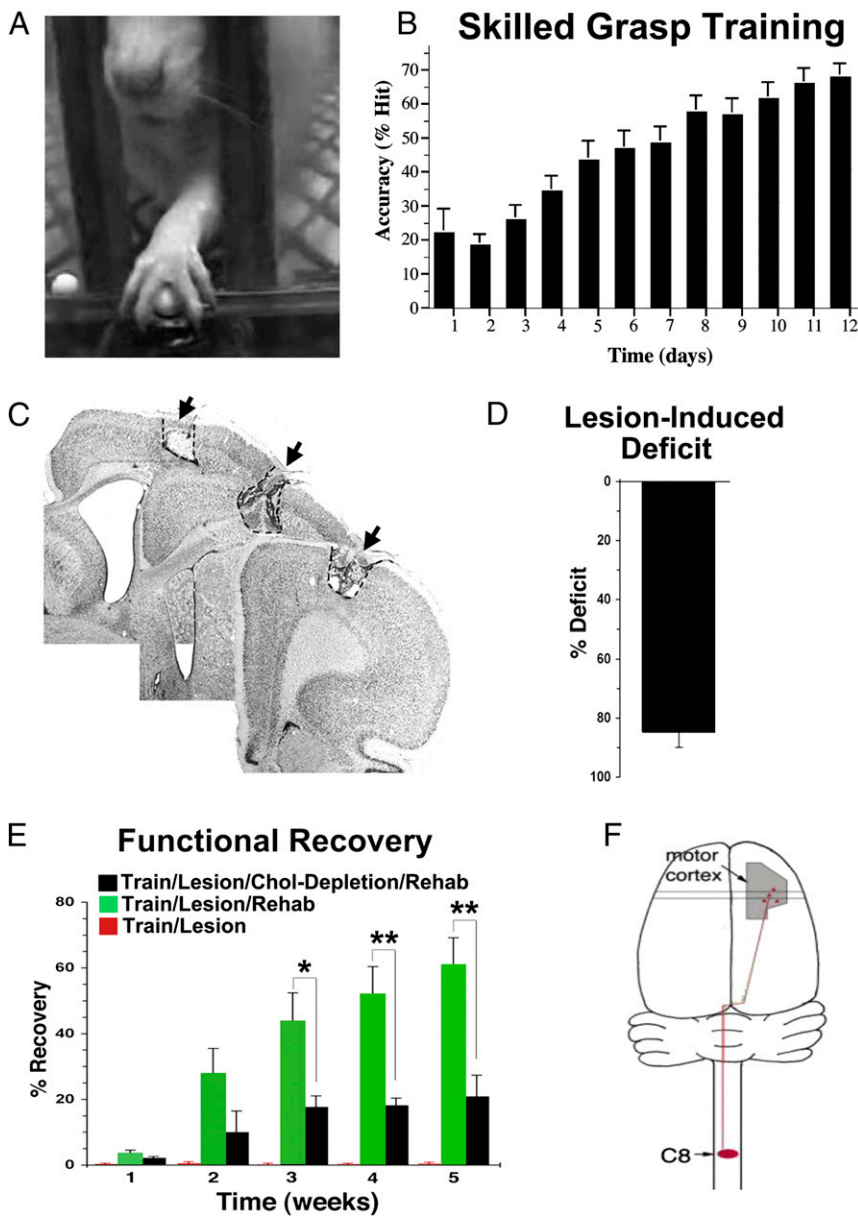 A
B
Skilled Grasp Training
Accuracy (% Hit)
70
60
50
40
30
20
10
0
1 2 3 4 5 6 7 8 9 10 11 12
Time (days)
C
D
Lesion-Induced
Deficit
% Deficit
0
20
40
60
80
100
E
Functional Recovery
Train/Lesion/Chol-Depletion/Rehab
Train/Lesion/Rehab
Train/Lesion
% Recovery
80
60
40
20
0
*
**
**
1 2 3 4 5
Time (weeks)
F
motor
cortex
C8